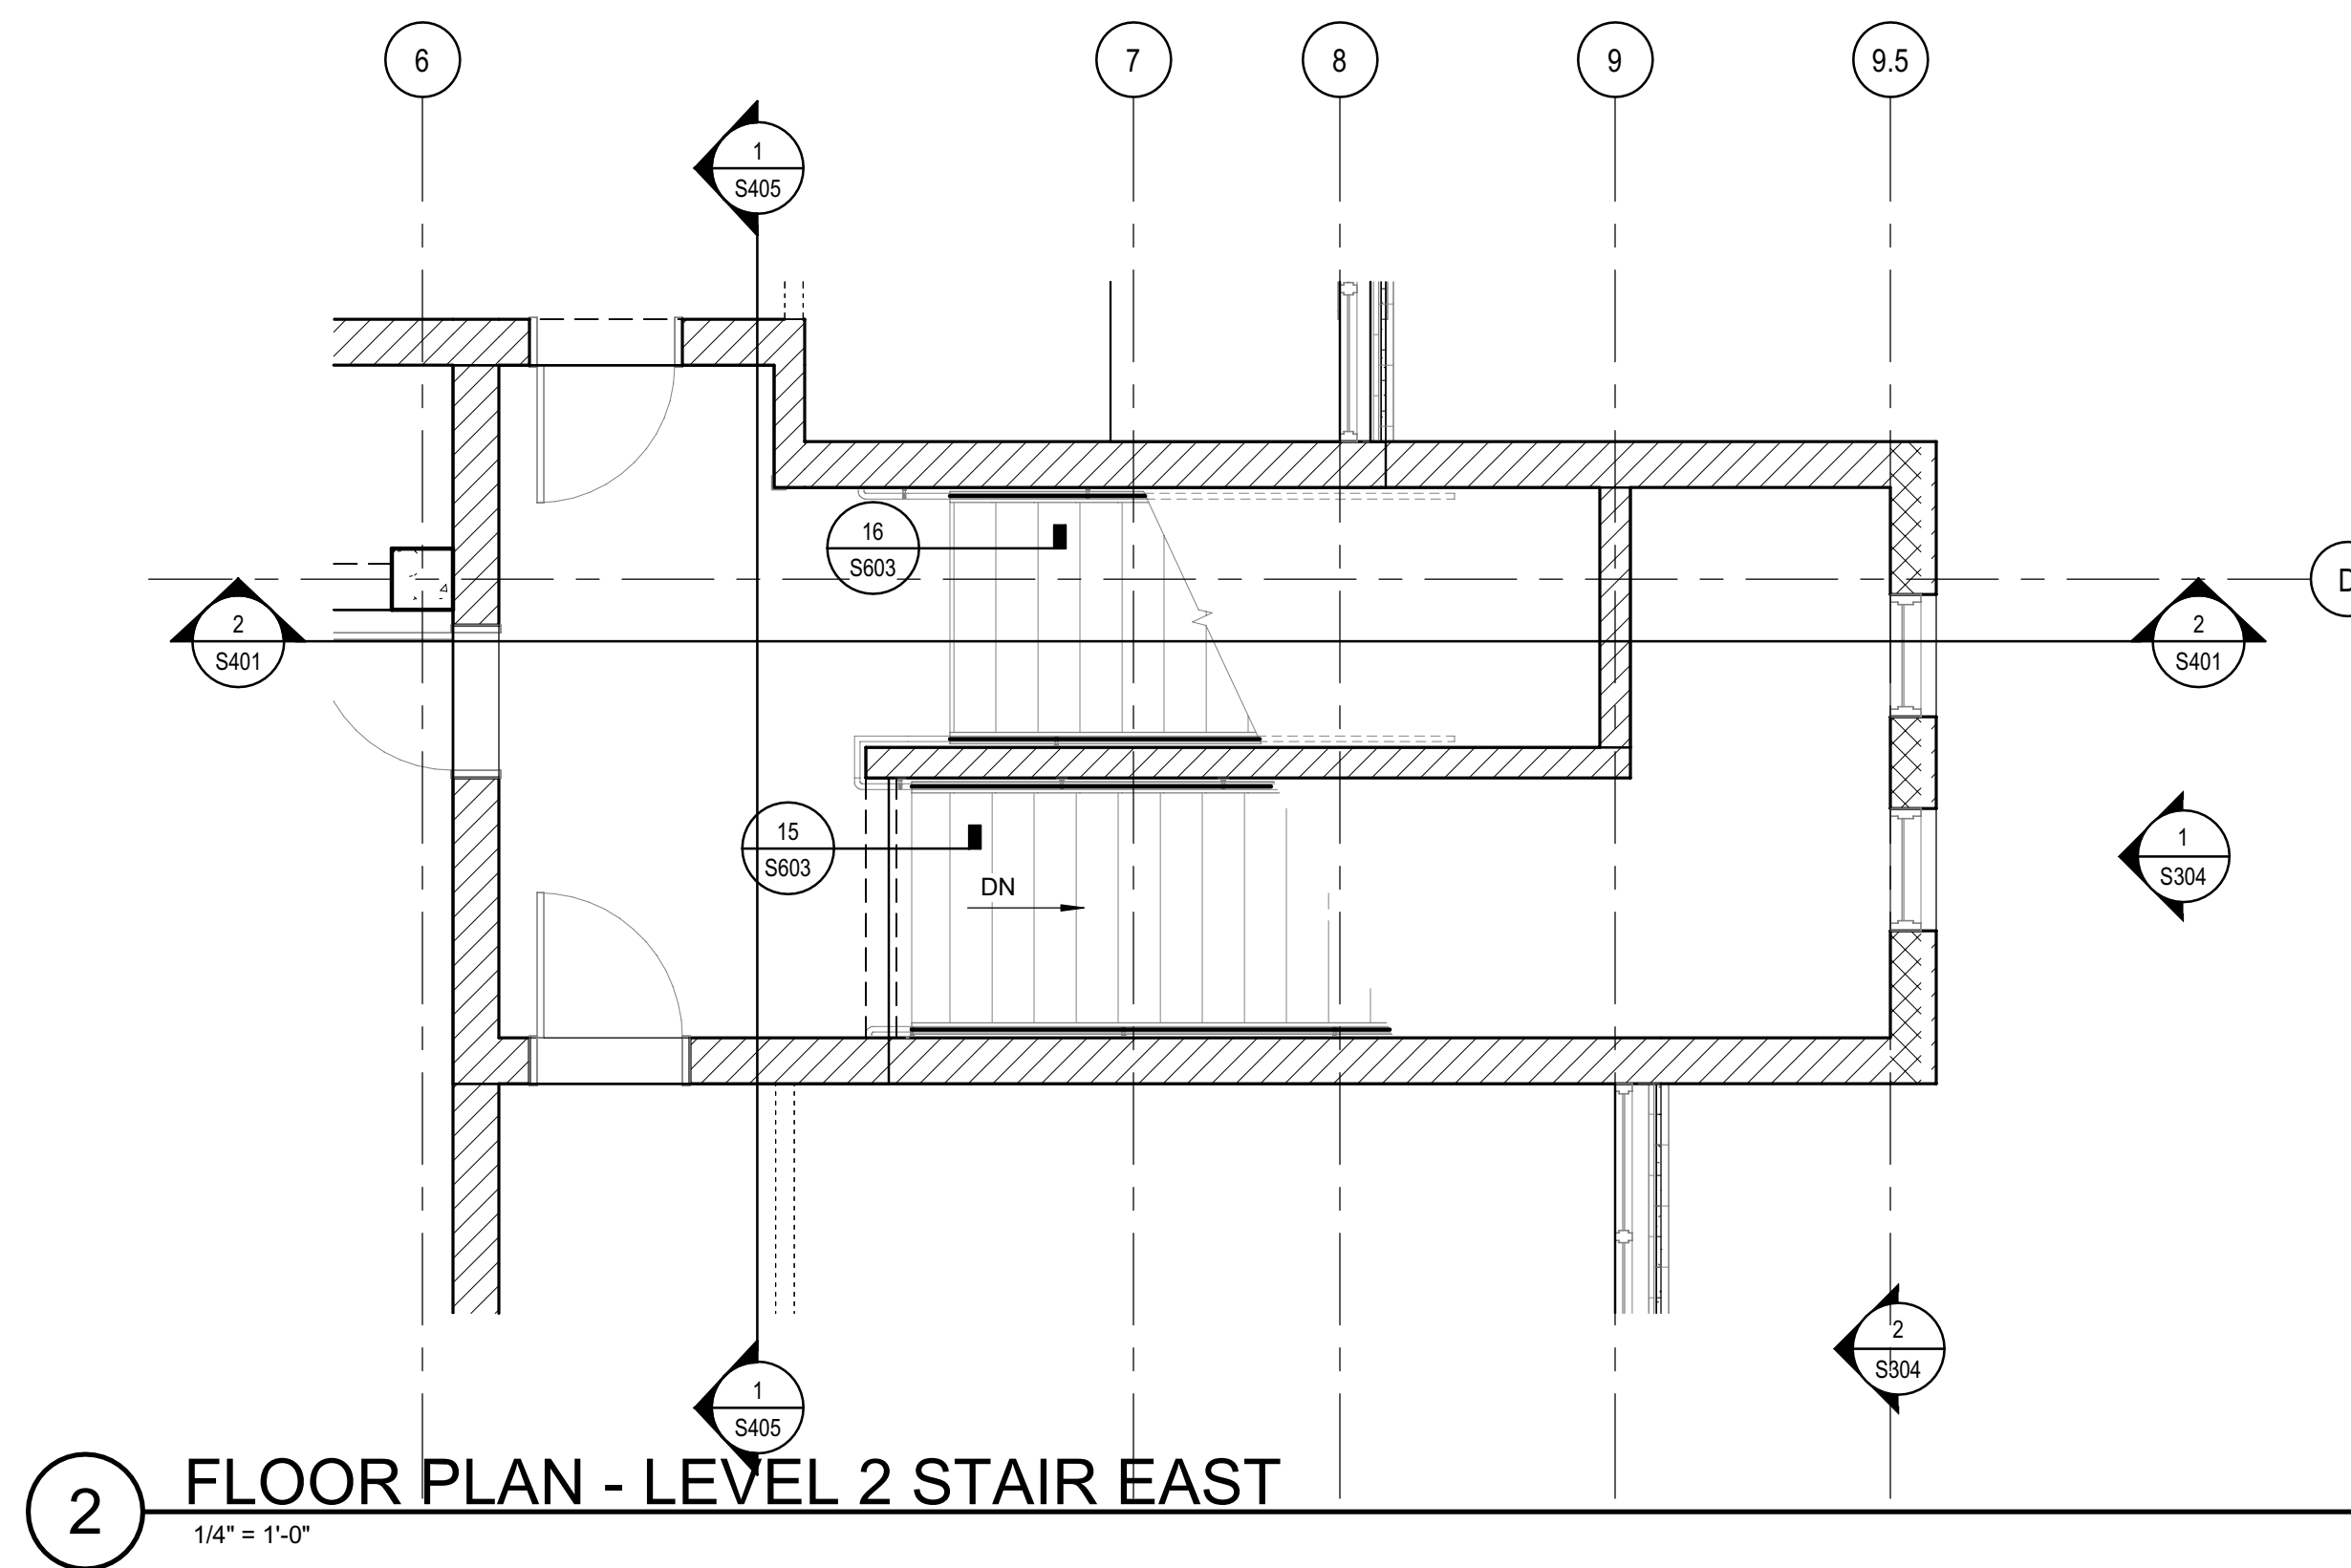 6
7
8
9
9.5
1
S405
16
S603
D
2
S401
2
S401
15
S603
DN
1
S304
2
S304
1
S405
2
FLOOR PLAN - LEVEL 2 STAIR EAST
1/4" = 1'-0"